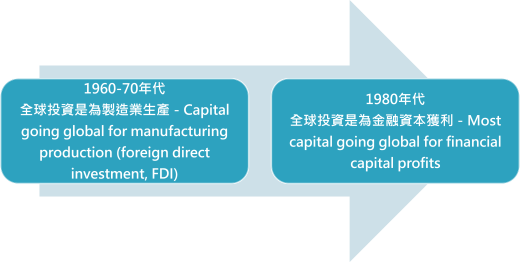 1960-70年代
全球投資是為製造業生產 - Capital
going global for manufacturing
production (foreign direct
investment, FDI)
1980年代
全球投資是為金融資本獲利 - Most
capital going global for financial
capital profits